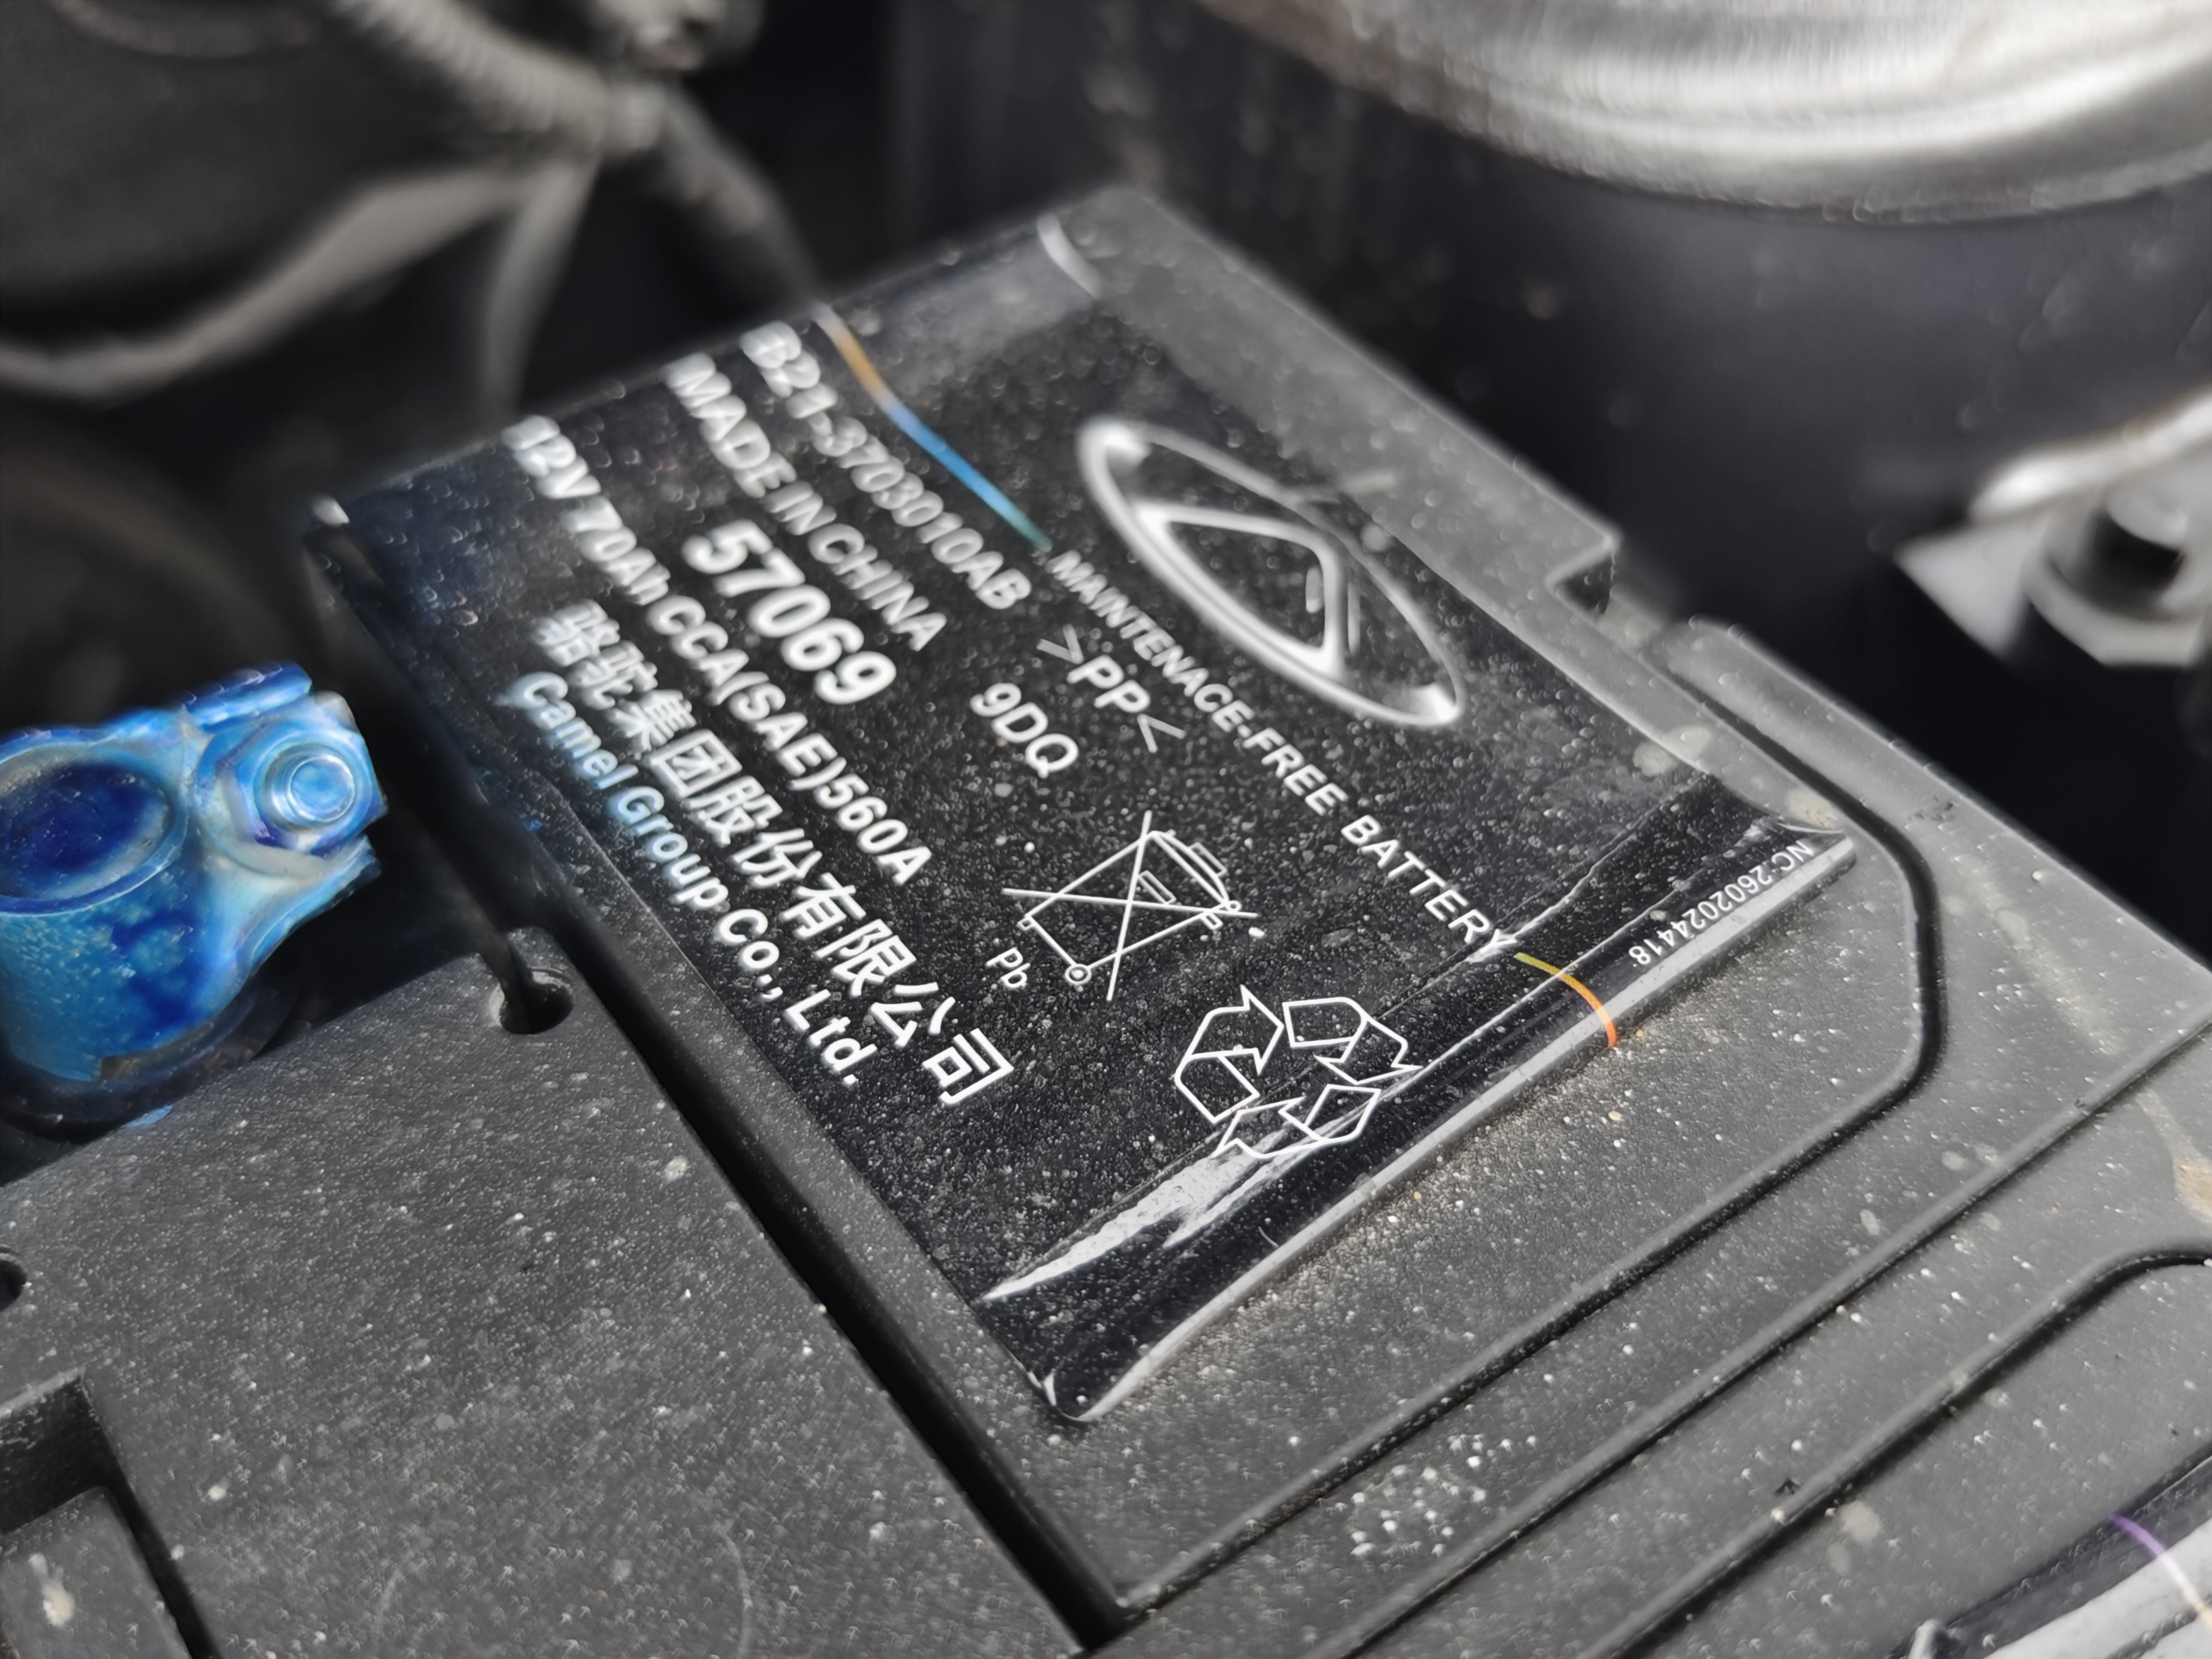 MAINTENACE-FREE BATTERY
B21-3703010AB
>PP<
MADE IN CHINA
9DQ
57069
12V 70Ah CCA(SAE)560A
Pb
骆驼集团股份有限公司
Camel Group Co., Ltd.
NC:2602024418